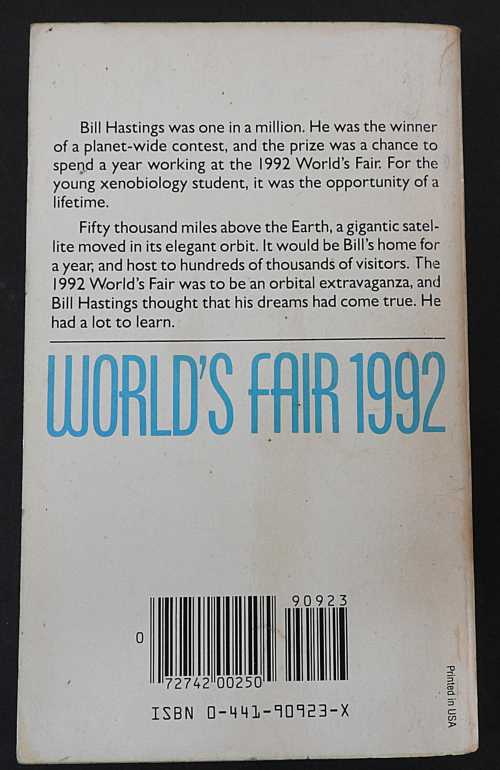 Bill Hastings was one in a million. He was the winner
of a planet-wide contest, and the prize was a chance to
spend a year working at the 1992 World's Fair. For the
young xenobiology student, it was the opportunity of a
lifetime.
Fifty thousand miles above the Earth, a gigantic satel-
lite moved in its elegant orbit. It would be Bill's home for
a year, and host to hundreds of thousands of visitors. The
1992 World's Fair was to be an orbital extravaganza, and
Bill Hastings thought that his dreams had come true. He
had a lot to learn.
WORLD'S FAIR 1992
90923
0
72742 00250
ISBN 0-441-90923-X
Printed in USA